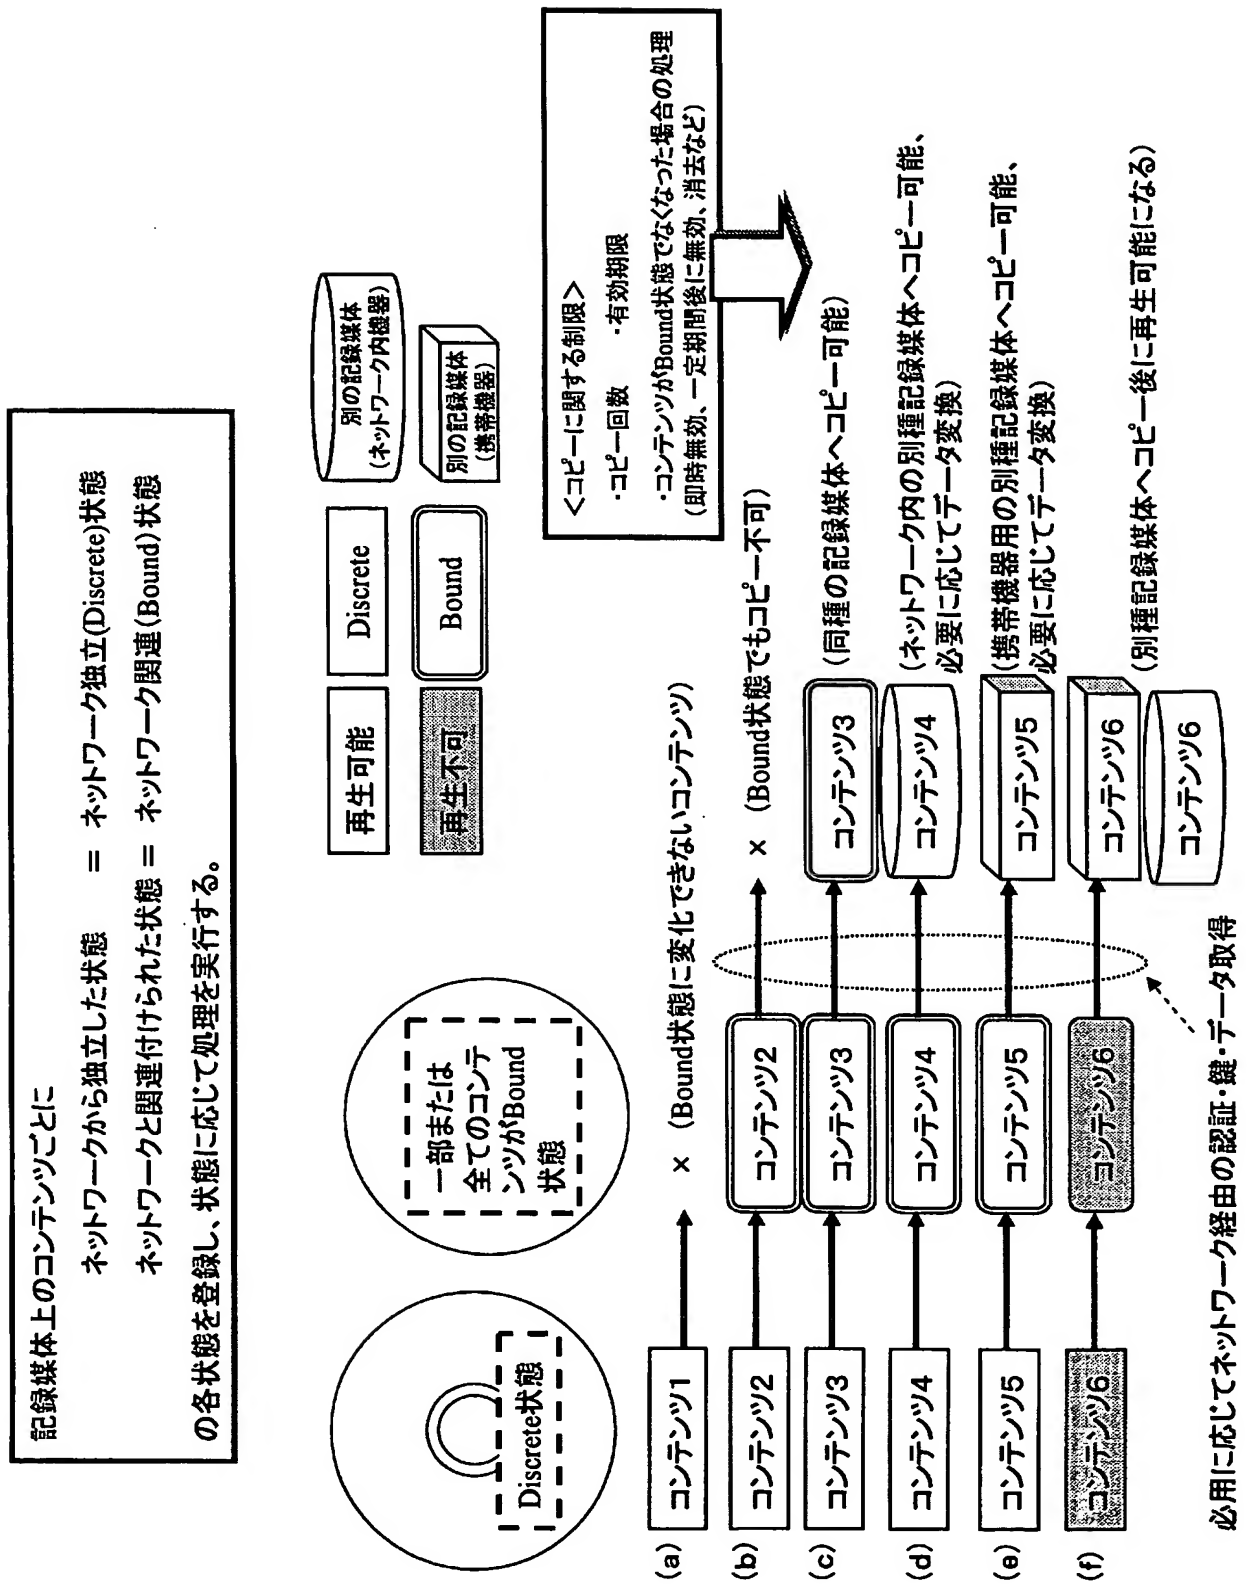 記録媒体上のコンテンツごとに
ネットワークから独立した状態 = ネットワーク独立(Discrete)状態
ネットワークと関連付けられた状態 = ネットワーク関連(Bound)状態
の各状態を登録し、状態に応じて処理を実行する。
再生可能
Discrete
別の記録媒体
(ネットワーク内機器)
再生不可
Bound
別の記録媒体
(携帯機器)
Discrete状態
一部または
全てのコンテ
ンツがBound
状態
<コピーに関する制限>
・コピー回数 ・有効期限
・コンテンツがBound状態でなくなった場合の処理
(即時無効、一定期間後に無効、消去など)
(a) コンテンツ1 × (Bound状態に変化できないコンテンツ)
(b) コンテンツ2 コンテンツ2 × (Bound状態でもコピー不可)
(c) コンテンツ3 コンテンツ3 コンテンツ3 (同種の記録媒体へコピー可能)
(d) コンテンツ4 コンテンツ4 コンテンツ4 (ネットワーク内の別種記録媒体へコピー可能、
必要に応じてデータ変換)
(e) コンテンツ5 コンテンツ5 コンテンツ5 (携帯機器用の別種記録媒体へコピー可能、
必要に応じてデータ変換)
(f) コンテンツ6 コンテンツ6 コンテンツ6 (別種記録媒体へコピー後に再生可能になる)
コンテンツ6
必用に応じてネットワーク経由の認証・鍵・データ取得